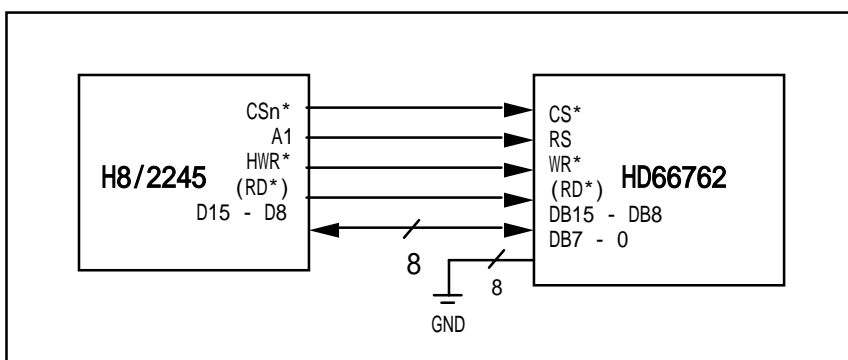 CSn*
A1
HWR*
(RD*)
D15 - D8
H8/2245
CS*
RS
WR*
(RD*)
DB15 - DB8
DB7 - 0
HD66762
8
8
GND